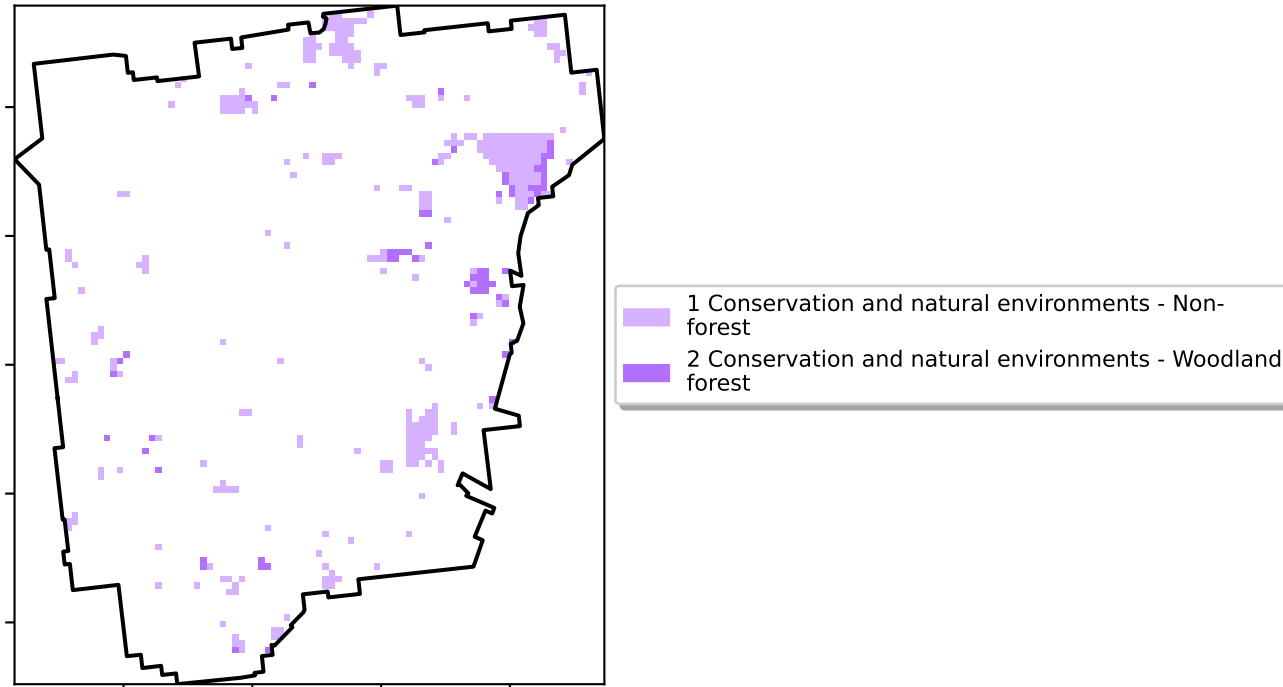 1 Conservation and natural environments - Non-
forest
2 Conservation and natural environments - Woodland
forest